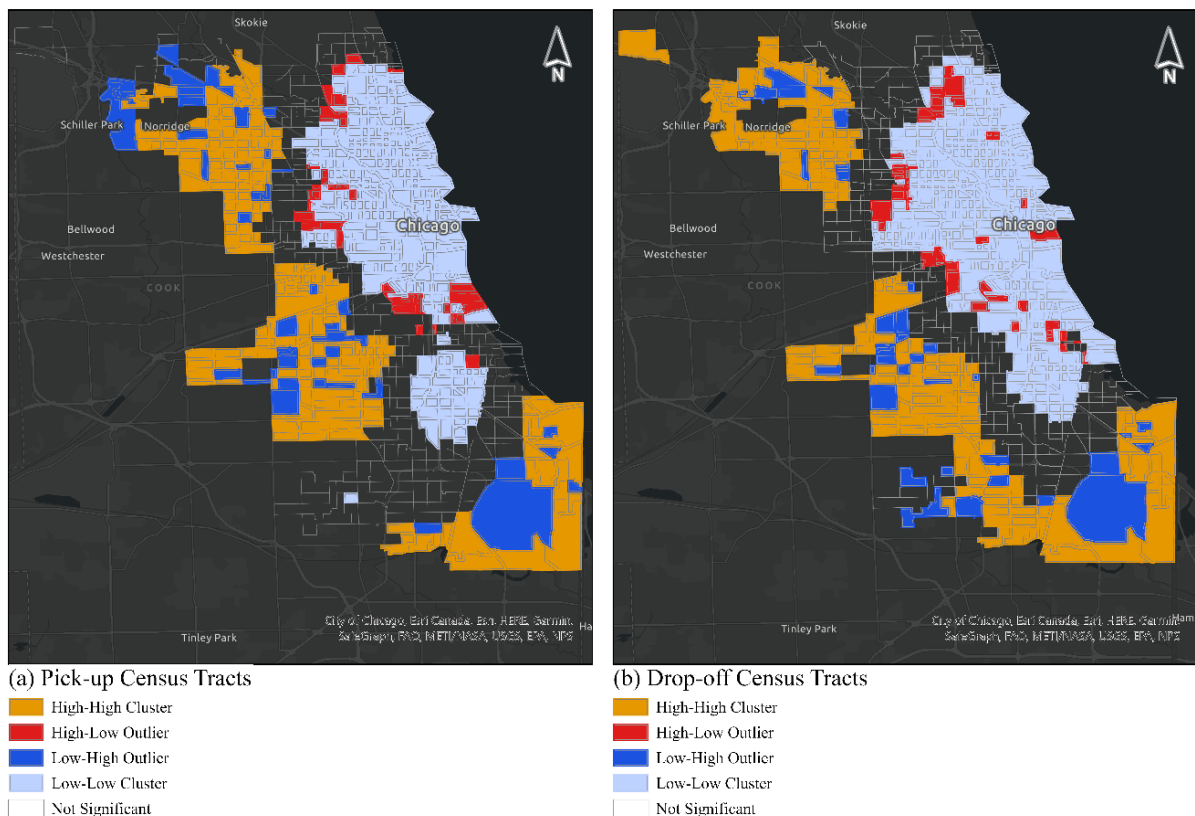 Skokie
N
Schiller Park
Norridge
Bellwood
Chicago
Westchester
COOK
City of Chicago, Esri Canada, Esri, HERE, Garmin,
SafeGraph, FAO, METI/NASA, USGS, EPA, NPS
Tinley Park
Ha
(a) Pick-up Census Tracts
High-High Cluster
High-Low Outlier
Low-High Outlier
Low-Low Cluster
Not Significant
Skokie
N
Schiller Park
Norridge
Bellwood
Chicago
Westchester
COOK
City of Chicago, Esri Canada, Esri, HERE, Garmin,
SafeGraph, FAO, METI/NASA, USGS, EPA, NPS
Tinley Park
Ham
(b) Drop-off Census Tracts
High-High Cluster
High-Low Outlier
Low-High Outlier
Low-Low Cluster
Not Significant